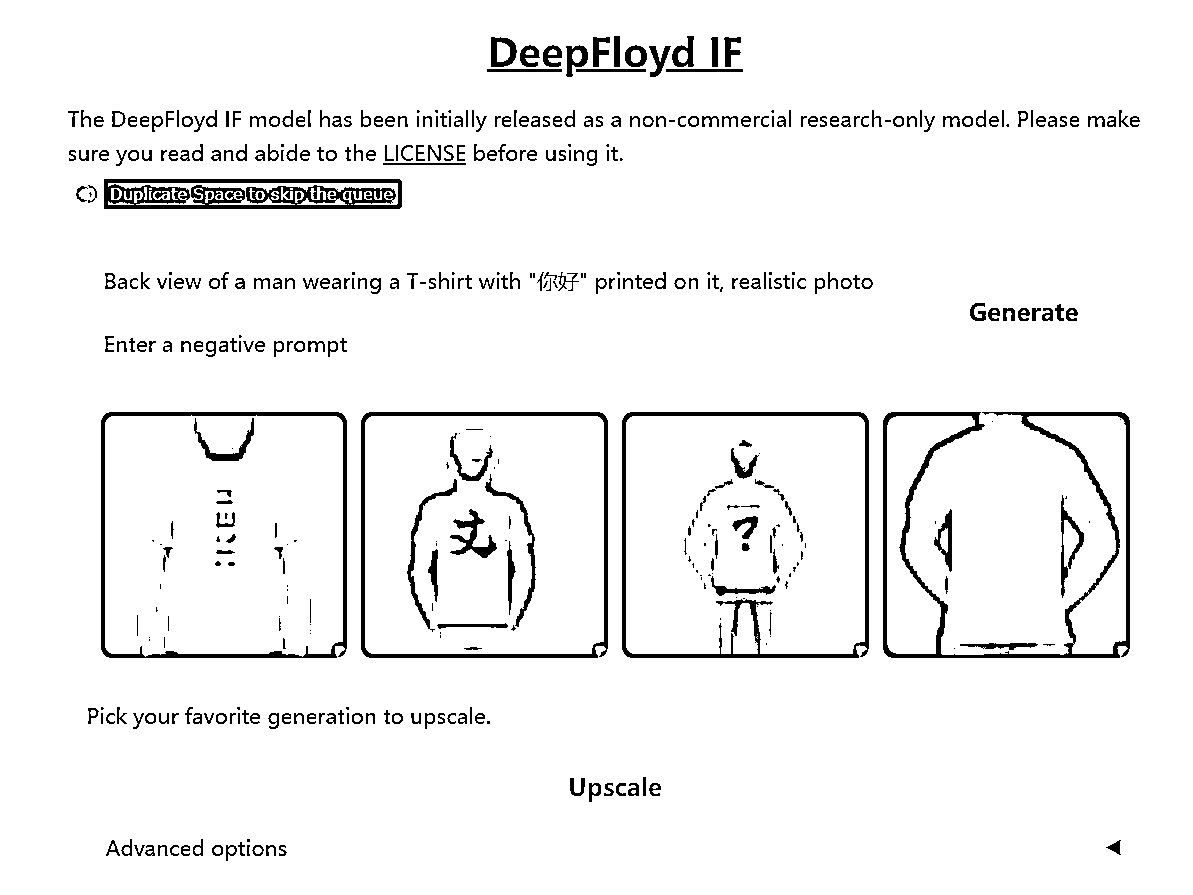 DeepFloyd IF
The DeepFloyd IF model has been initially released as a non-commercial research-only model. Please make
sure you read and abide to the LICENSE before using it.
Duplicate Space to skip the queue
Back view of a man wearing a T-shirt with "你好" printed on it, realistic photo
Generate
Enter a negative prompt
?
Pick your favorite generation to upscale.
Upscale
Advanced options